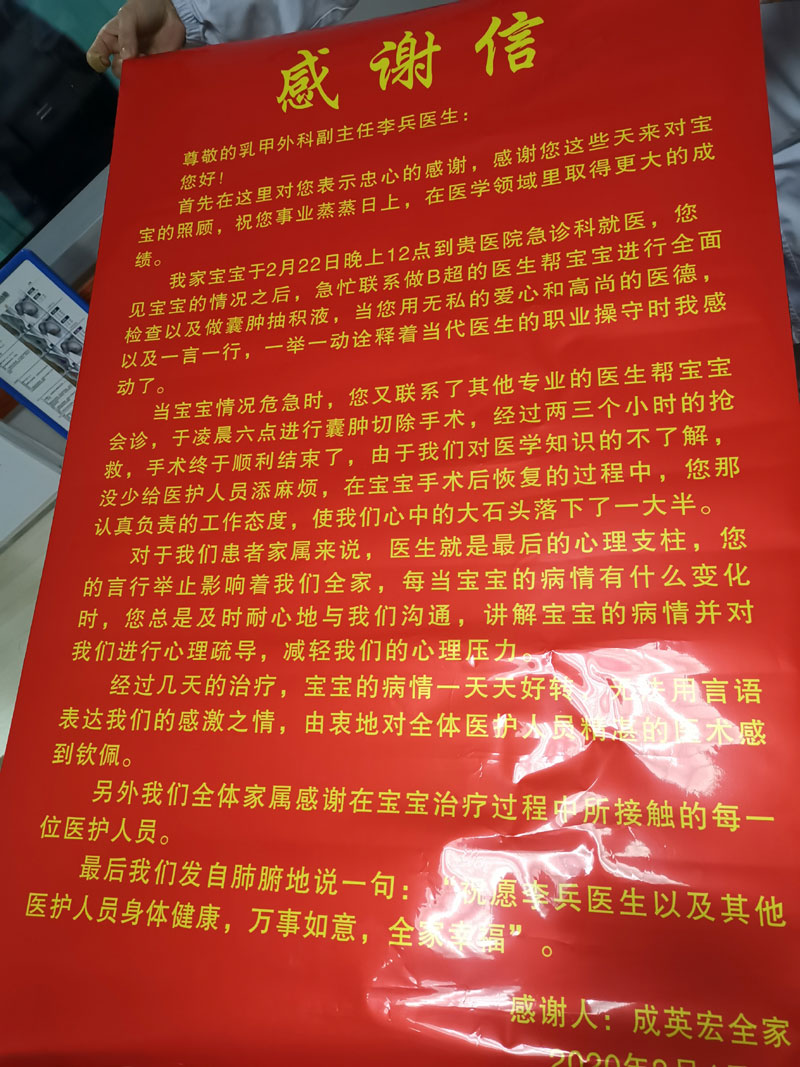 感谢信
尊敬的乳甲外科副主任李兵医生：
您好！
首先在这里对您表示忠心的感谢，感谢您这些天来对宝
宝的照顾，祝您事业蒸蒸日上，在医学领域里取得更大的成
绩。
我家宝宝于2月22日晚上12点到贵医院急诊科就医，您
见宝宝的情况之后，急忙联系做B超的医生帮宝宝进行全面
检查以及做囊肿抽积液，当您用无私的爱心和高尚的医德，
以及一言一行，一举一动诠释着当代医生的职业操守时我感
动了。
当宝宝情况危急时，您又联系了其他专业的医生帮宝宝
会诊，于凌晨六点进行囊肿切除手术，经过两三个小时的抢
救，手术终于顺利结束了，由于我们对医学知识的不了解，
没少给医护人员添麻烦，在宝宝手术后恢复的过程中，您那
认真负责的工作态度，使我们心中的大石头落下了一大半。
对于我们患者家属来说，医生就是最后的心理支柱，您
的言行举止影响着我们全家，每当宝宝的病情有什么变化
时，您总是及时耐心地与我们沟通，讲解宝宝的病情并对
我们进行心理疏导，减轻我们的心理压力。
经过几天的治疗，宝宝的病情一天天好转，无法用言语
表达我们的感激之情，由衷地对全体医护人员精湛的医术感
到钦佩。
另外我们全体家属感谢在宝宝治疗过程中所接触的每一
位医护人员。
最后我们发自肺腑地说一句：“祝愿李兵医生以及其他
医护人员身体健康，万事如意，全家幸福”。
感谢人：成英宏全家
2020年